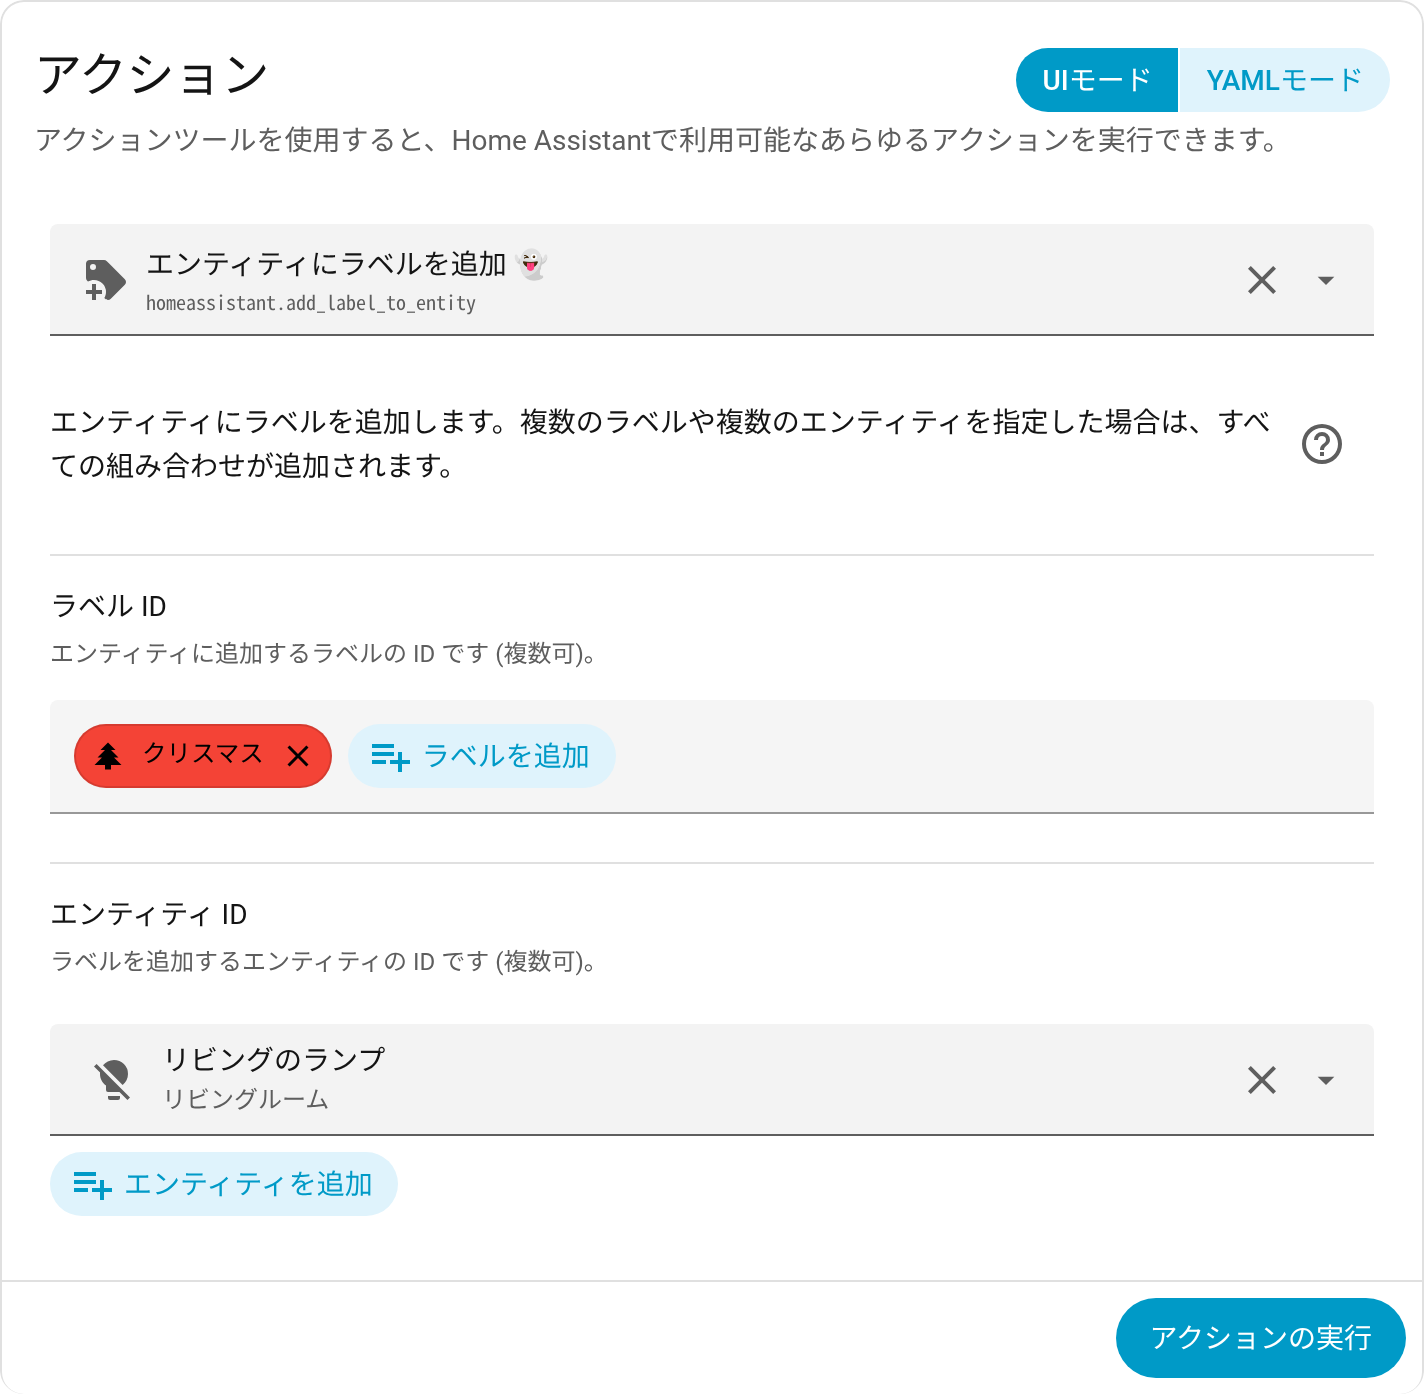 アクション
UIモード
YAMLモード
アクションツールを使用すると、Home Assistantで利用可能なあらゆるアクションを実行できます。
エンティティにラベルを追加 👻
homeassistant.add_label_to_entity
エンティティにラベルを追加します。複数のラベルや複数のエンティティを指定した場合は、すべ
ての組み合わせが追加されます。
ラベル ID
エンティティに追加するラベルの ID です (複数可)。
クリスマス
ラベルを追加
エンティティ ID
ラベルを追加するエンティティの ID です (複数可)。
リビングのランプ
リビングルーム
エンティティを追加
アクションの実行